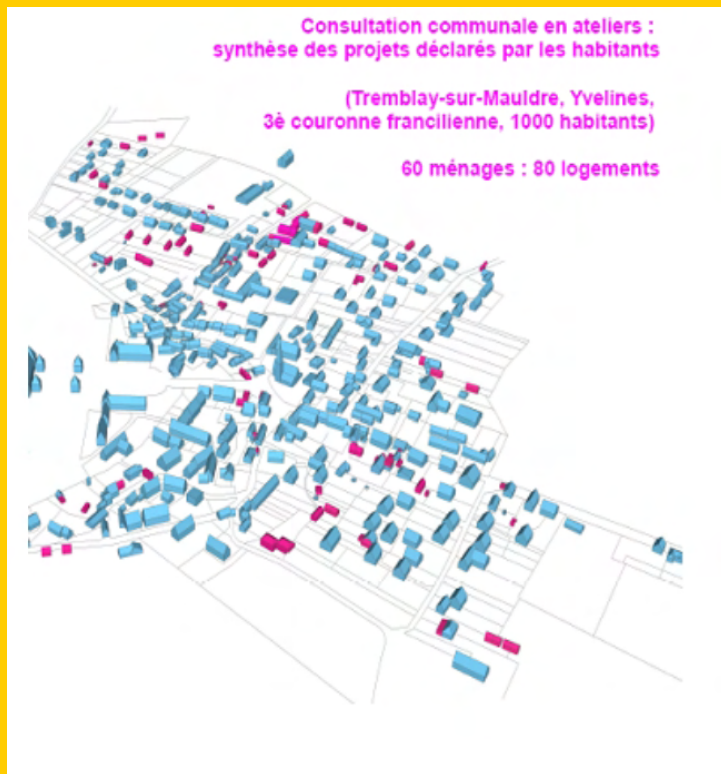 Consultation communale en ateliers :
synthèse des projets déclarés par les habitants
(Tremblay-sur-Mauldre, Yvelines,
3è couronne francilienne, 1000 habitants)
60 ménages : 80 logements